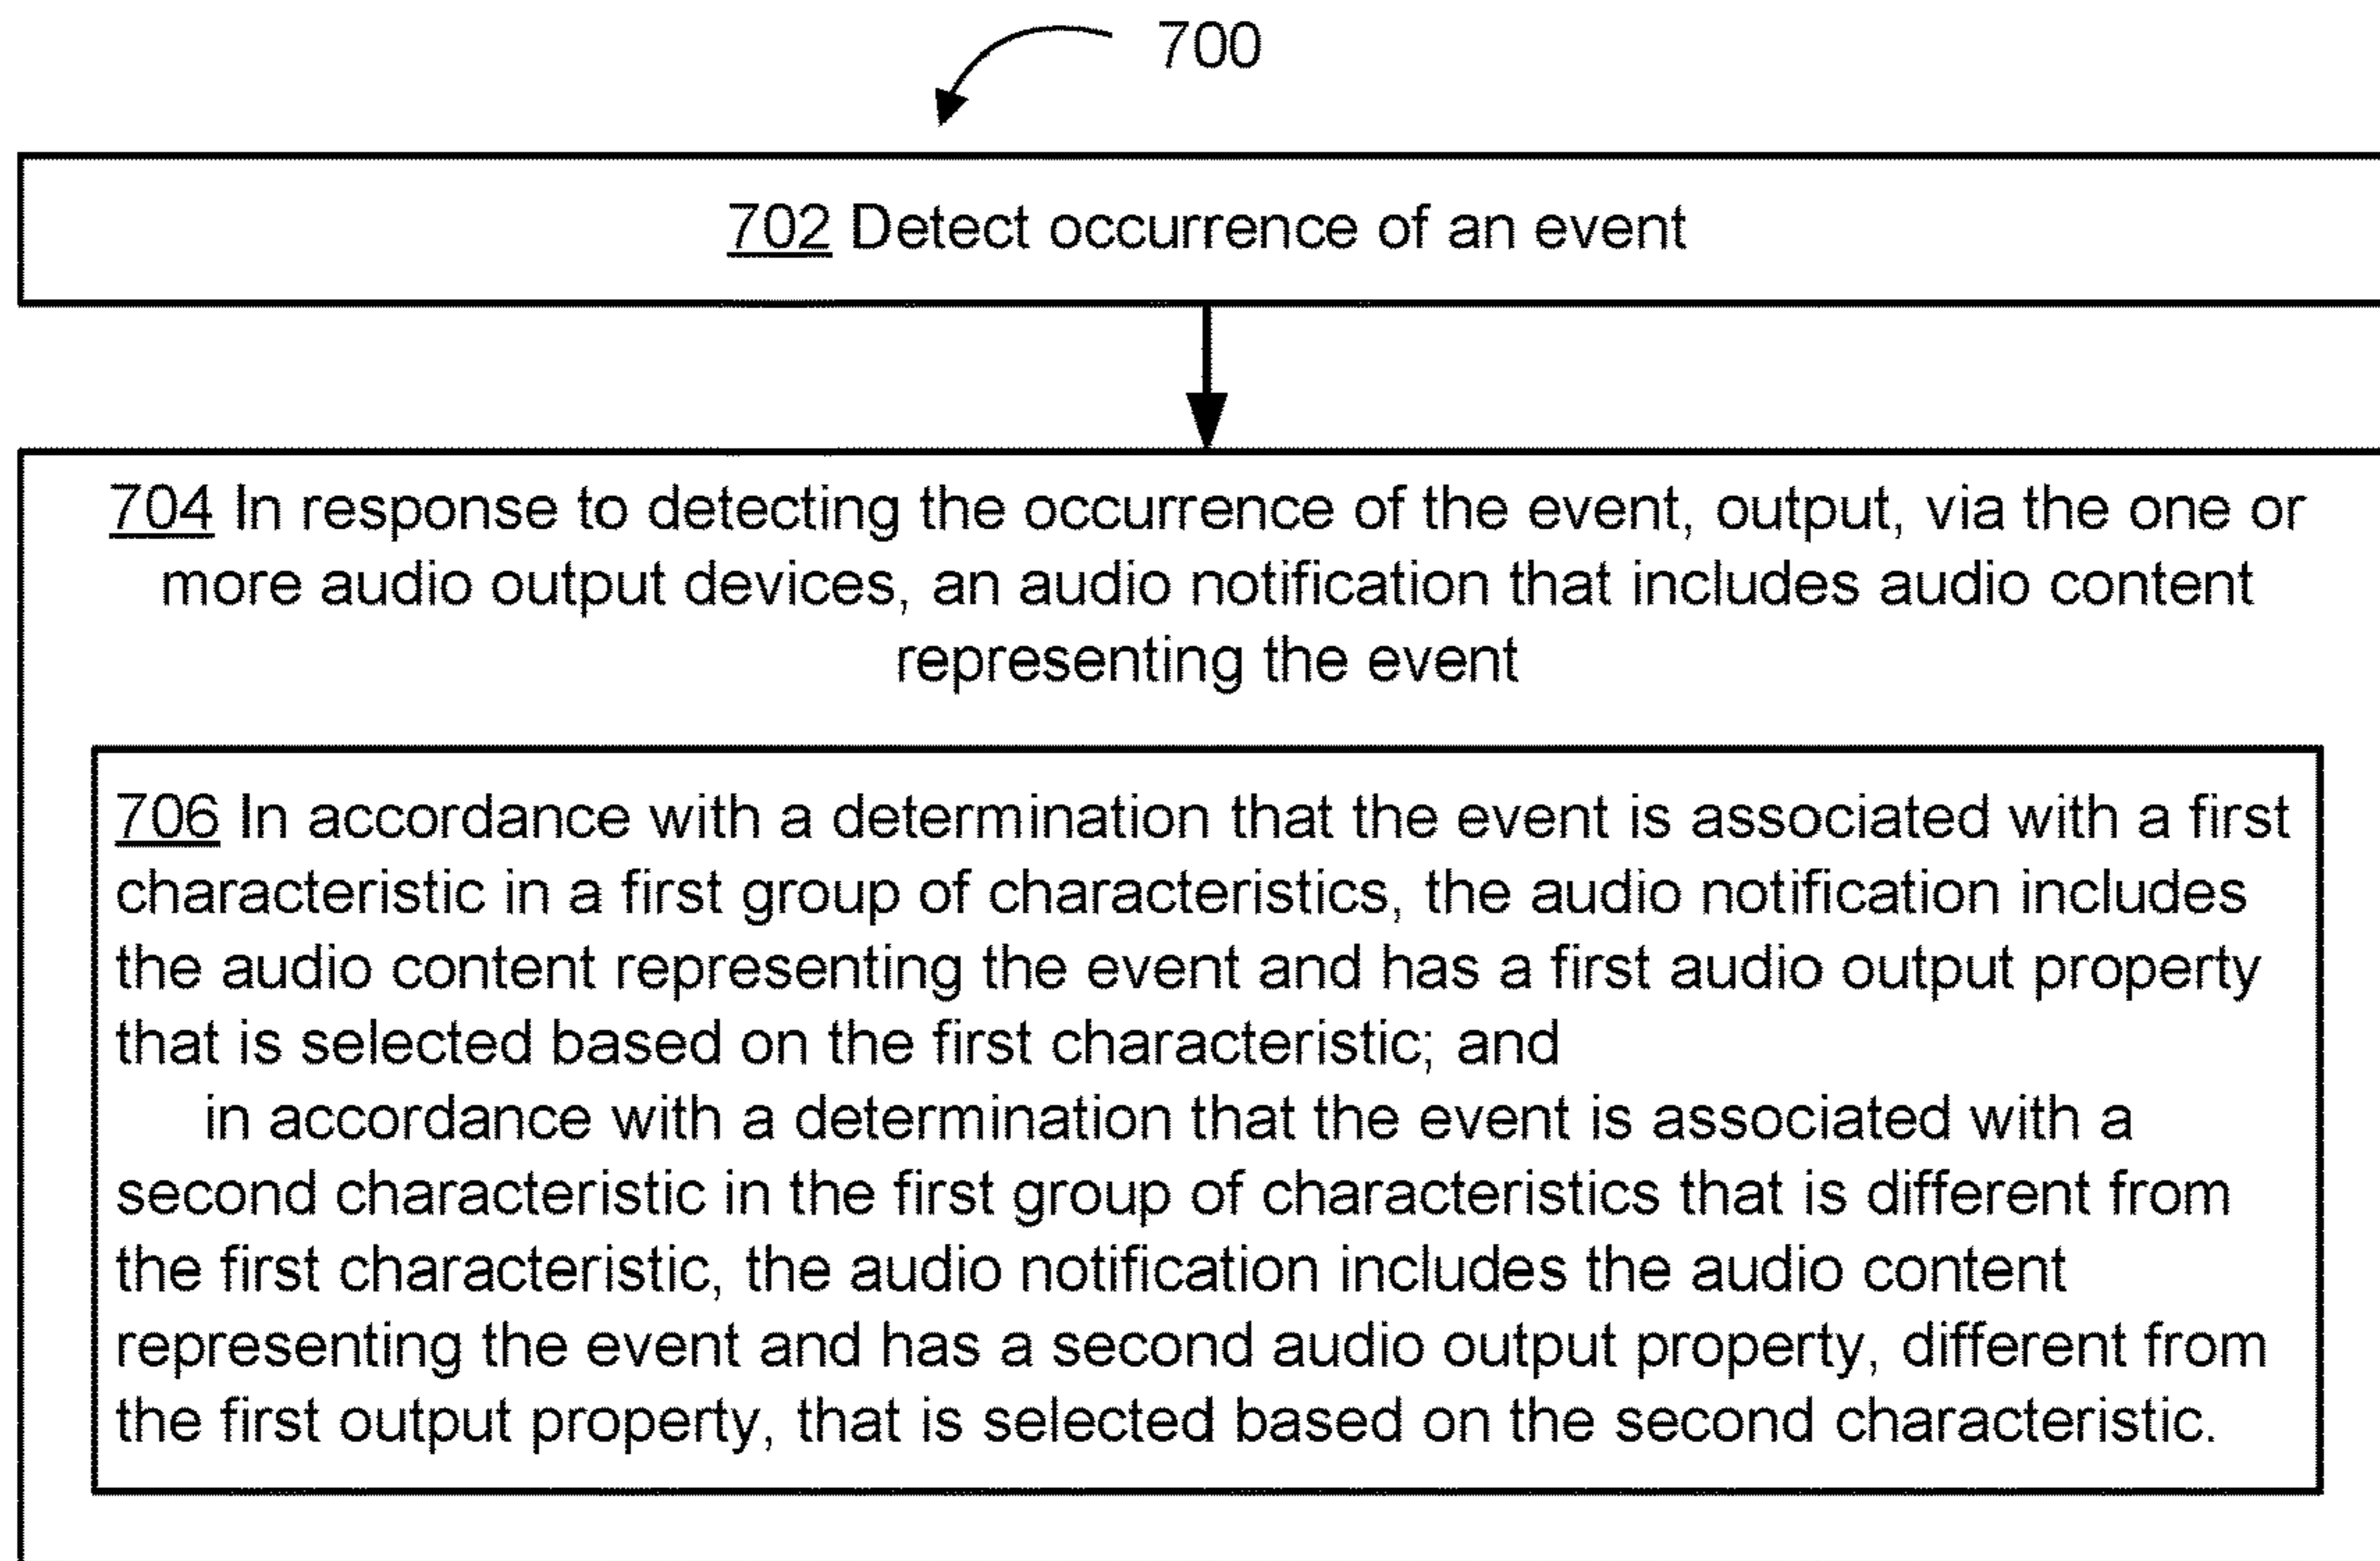 700
702 Detect occurrence of an event
704 In response to detecting the occurrence of the event, output, via the one or
more audio output devices, an audio notification that includes audio content
representing the event
706 In accordance with a determination that the event is associated with a first
characteristic in a first group of characteristics, the audio notification includes
the audio content representing the event and has a first audio output property
that is selected based on the first characteristic; and
in accordance with a determination that the event is associated with a
second characteristic in the first group of characteristics that is different from
the first characteristic, the audio notification includes the audio content
representing the event and has a second audio output property, different from
the first output property, that is selected based on the second characteristic.